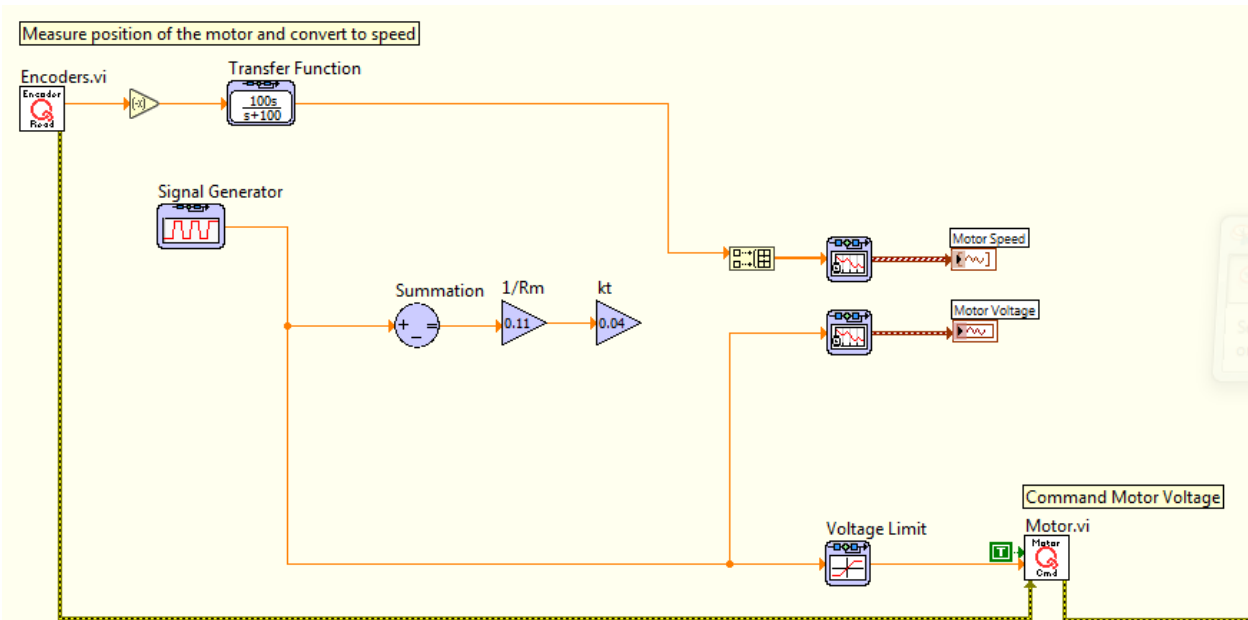 Measure position of the motor and convert to speed
Encoders.vi
Encoder
Q
Read
(-x)
Transfer Function
100s
s+100
Signal Generator
Summation
+ - =
1/Rm
0.11
kt
0.04
Motor Speed
Motor Voltage
Command Motor Voltage
Voltage Limit
Motor.vi
T
Motor
Q
Cmd